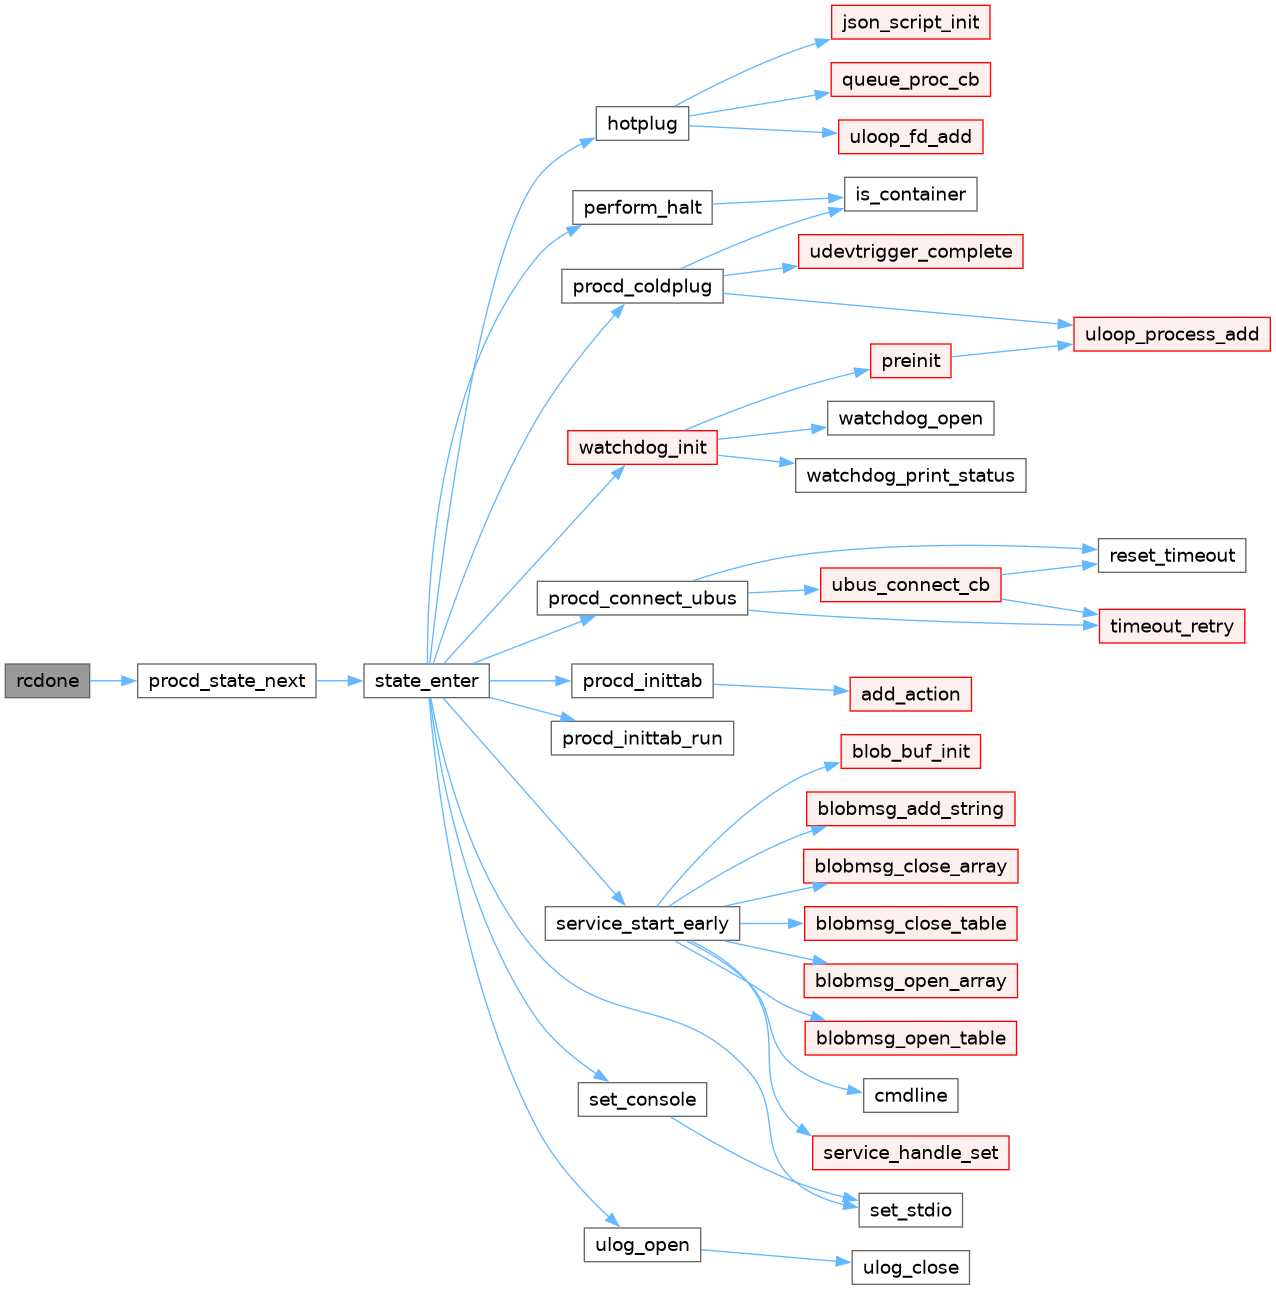 json_script_init
queue_proc_cb
hotplug
uloop_fd_add
is_container
perform_halt
udevtrigger_complete
procd_coldplug
uloop_process_add
preinit
watchdog_open
watchdog_init
watchdog_print_status
reset_timeout
ubus_connect_cb
procd_connect_ubus
timeout_retry
rcdone
procd_state_next
state_enter
procd_inittab
add_action
procd_inittab_run
blob_buf_init
blobmsg_add_string
blobmsg_close_array
service_start_early
blobmsg_close_table
blobmsg_open_array
blobmsg_open_table
cmdline
set_console
service_handle_set
set_stdio
ulog_open
ulog_close